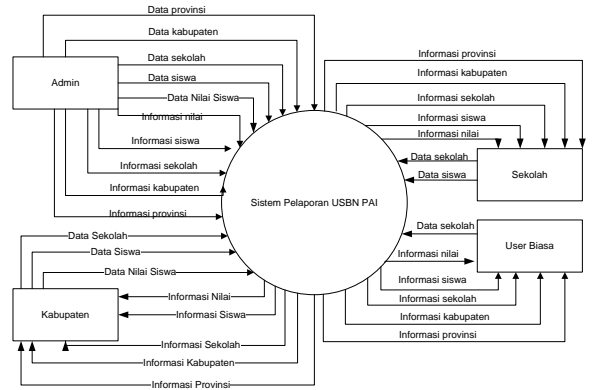 Data provinsi
Data kabupaten
Data sekolah
Data siswa
Data Nilai Siswa
Informasi nilai
Informasi siswa
Informasi sekolah
Informasi kabupaten
Informasi provinsi
Admin
Sistem Pelaporan USBN PAI
Informasi provinsi
Informasi kabupaten
Informasi sekolah
Informasi siswa
Informasi nilai
Data sekolah
Data siswa
Sekolah
Data sekolah
Informasi nilai
Informasi siswa
Informasi sekolah
Informasi kabupaten
Informasi provinsi
User Biasa
Data Sekolah
Data Siswa
Data Nilai Siswa
Informasi Nilai
Informasi Siswa
Informasi Sekolah
Informasi Kabupaten
Informasi Provinsi
Kabupaten